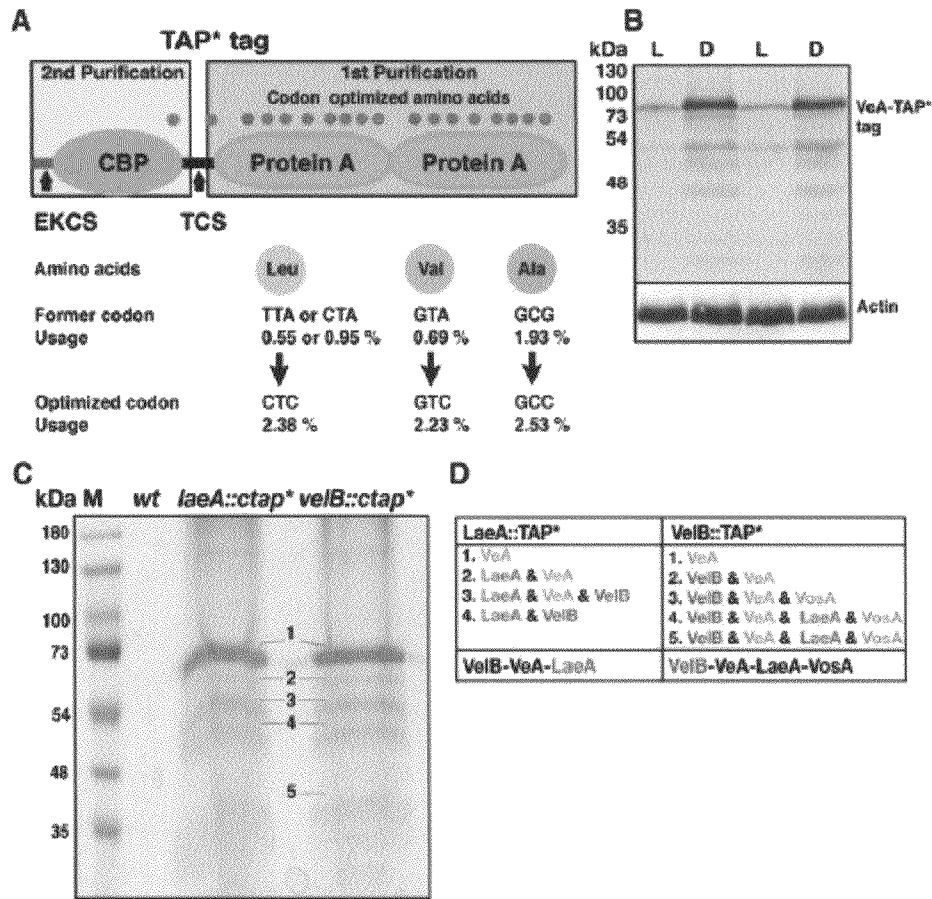 A
TAP* tag
2nd Purification
1st Purification
Codon optimized amino acids
CBP
Protein A
Protein A
EKCS
TCS
Amino acids
Leu
Val
Ala
Former codon
TTA or CTA
GTA
GCG
Usage
0.55 or 0.95 %
0.69 %
1.93 %
Optimized codon
CTC
GTC
GCC
Usage
2.38 %
2.23 %
2.53 %
B
kDa L D L D
130
100
73
54
48
35
VeA-TAP*
tag
Actin
C
kDa M wt laeA::ctap* velB::ctap*
180
130
100
73
54
48
35
1
2
3
4
5
D
LaeA::TAP*
1. VeA
2. LaeA & VeA
3. LaeA & VeA & VelB
4. LaeA & VelB
VelB-VeA-LaeA
VelB::TAP*
1. VeA
2. VelB & VeA
3. VelB & VeA & VosA
4. VelB & VeA & LaeA & VosA
5. VelB & VeA & LaeA & VosA
VelB-VeA-LaeA-VosA